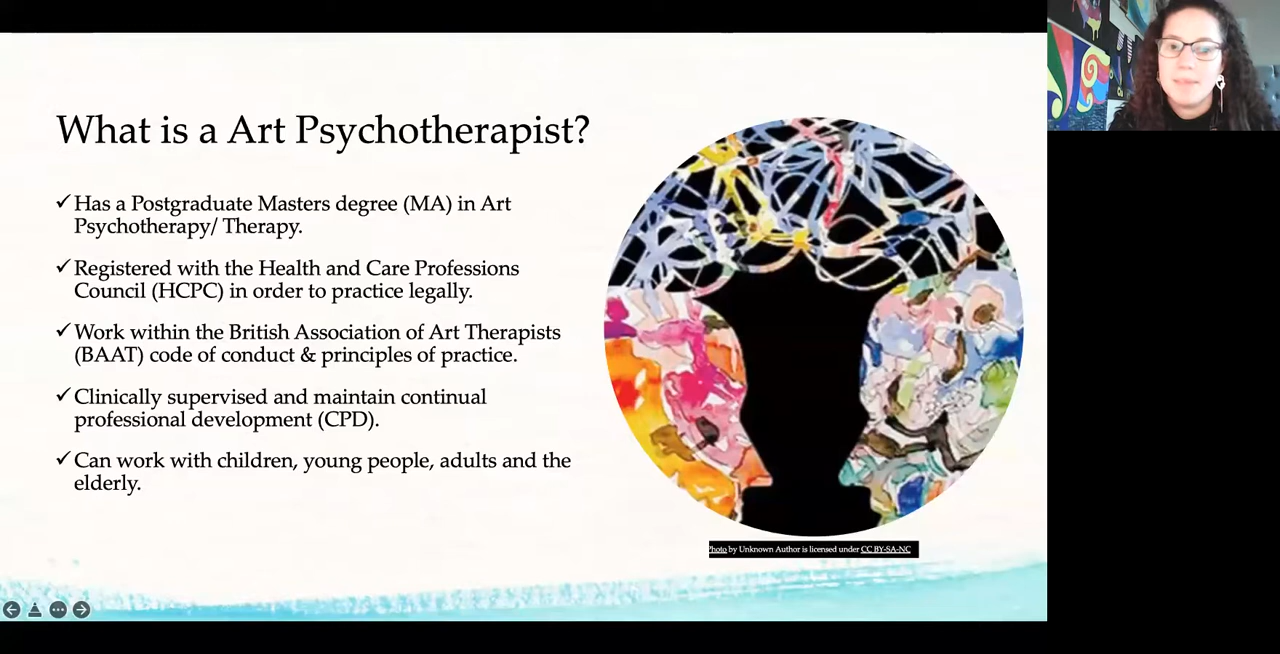 What is a Art Psychotherapist?
✓Has a Postgraduate Masters degree (MA) in Art
Psychotherapy/ Therapy.
✓Registered with the Health and Care Professions
Council (HCPC) in order to practice legally.
✓Work within the British Association of Art Therapists
(BAAT) code of conduct & principles of practice.
✓Clinically supervised and maintain continual
professional development (CPD).
✓Can work with children, young people, adults and the
elderly.
Photo by Unknown Author is licensed under CC BY-SA-NC